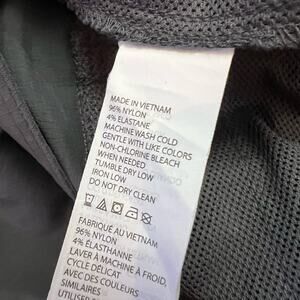 MADE IN VIETNAM
96% NYLON
4% ELASTANE
MACHINE WASH COLD
GENTLE WITH LIKE COLORS
NON-CHLORINE BLEACH
WHEN NEEDED
TUMBLE DRY LOW
IRON LOW
DO NOT DRY CLEAN
FABRIQUÉ AU VIETNAM
96% NYLON
4% ÉLASTHANNE
LAVER À MACHINE À FROID,
CYCLE DÉLICAT
AVEC DES COULEURS
SIMILAIRES